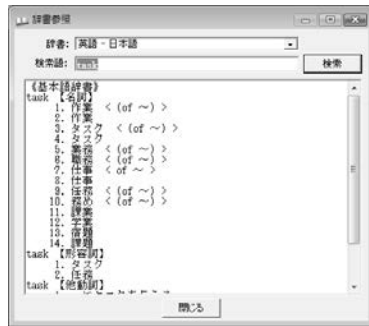 辞書参照
辞書: 英語 - 日本語
検索語: task
検索
《基本語辞書》
task 【名詞】
1. 作業 < (of ～) >
2. 作業
3. タスク < (of ～) >
4. タスク
5. 業務 < (of ～) >
6. 職務 < (of ～) >
7. 仕事 < of ～ >
8. 仕事
9. 任務 < (of ～) >
10. 務め < (of ～) >
11. 課業
12. 学業
13. 宿題
14. 課題
task 【形容詞】
1. タスク
2. 任務
task 【他動詞】
閉じる